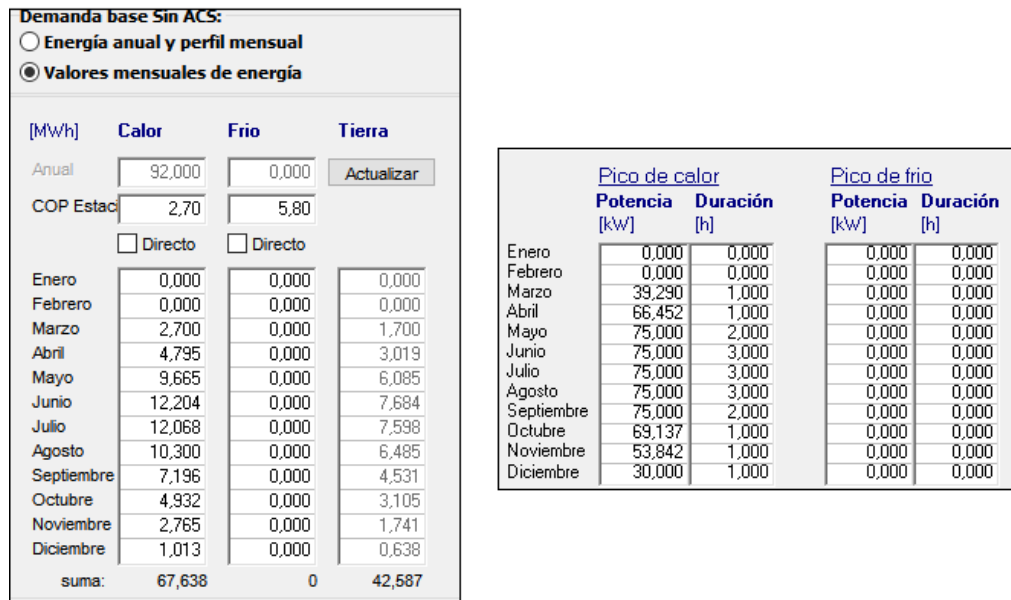 Demanda base Sin ACS:
Energía anual y perfil mensual
Valores mensuales de energía
[MWh] Calor Frio Tierra
Anual 92,000 0,000 Actualizar
COP Estaci 2,70 5,80
Directo Directo
Enero 0,000 0,000 0,000
Febrero 0,000 0,000 0,000
Marzo 2,700 0,000 1,700
Abril 4,795 0,000 3,019
Mayo 9,665 0,000 6,085
Junio 12,204 0,000 7,684
Julio 12,068 0,000 7,598
Agosto 10,300 0,000 6,485
Septiembre 7,196 0,000 4,531
Octubre 4,932 0,000 3,105
Noviembre 2,765 0,000 1,741
Diciembre 1,013 0,000 0,638
suma: 67,638 0 42,587
Pico de calor Pico de frio
Potencia Duración Potencia Duración
[kW] [h] [kW] [h]
Enero 0,000 0,000 0,000 0,000
Febrero 0,000 0,000 0,000 0,000
Marzo 39,290 1,000 0,000 0,000
Abril 66,452 1,000 0,000 0,000
Mayo 75,000 2,000 0,000 0,000
Junio 75,000 3,000 0,000 0,000
Julio 75,000 3,000 0,000 0,000
Agosto 75,000 3,000 0,000 0,000
Septiembre 75,000 2,000 0,000 0,000
Octubre 69,137 1,000 0,000 0,000
Noviembre 53,842 1,000 0,000 0,000
Diciembre 30,000 1,000 0,000 0,000